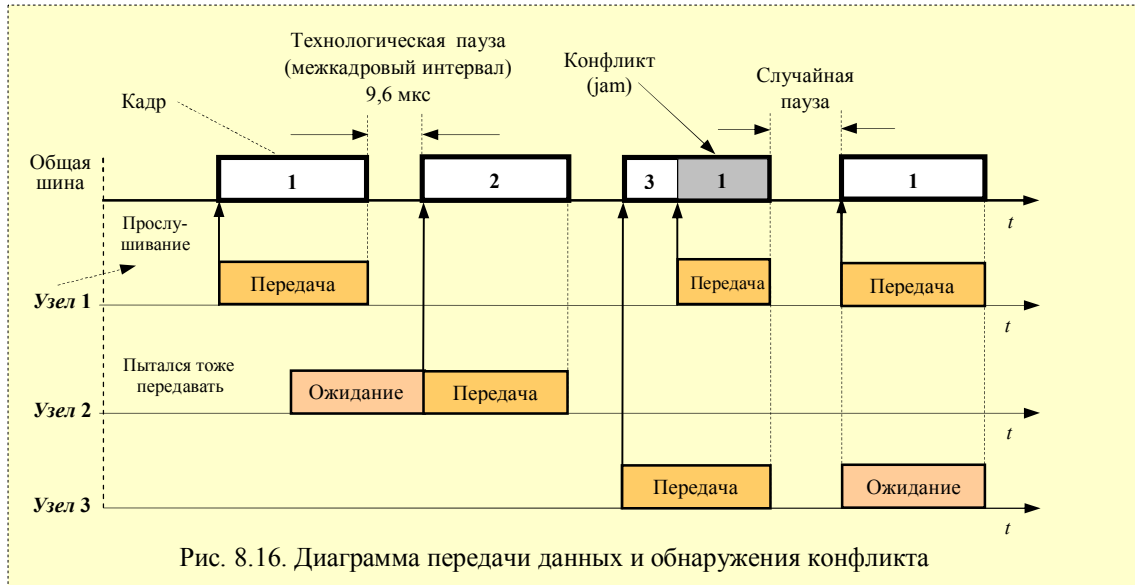 Технологическая пауза
(межкадровый интервал)
9,6 мкс
Конфликт
(jam)
Случайная
пауза
Кадр
Общая
шина
1
2
3
1
1
t
Прослу-
шивание
Передача
Передача
Передача
Узел 1
t
Пытался тоже
передавать
Ожидание
Передача
Узел 2
t
Передача
Ожидание
Узел 3
t
Рис. 8.16. Диаграмма передачи данных и обнаружения конфликта